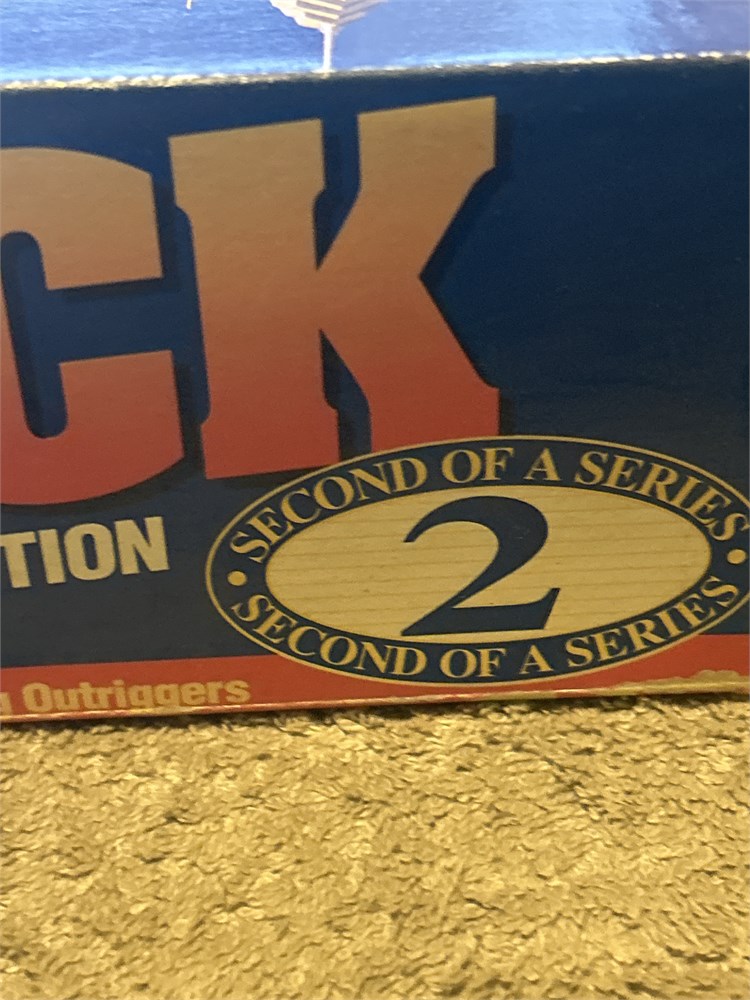 CK
TION
SECOND OF A SERIES
2
SECOND OF A SERIES
g Outriggers